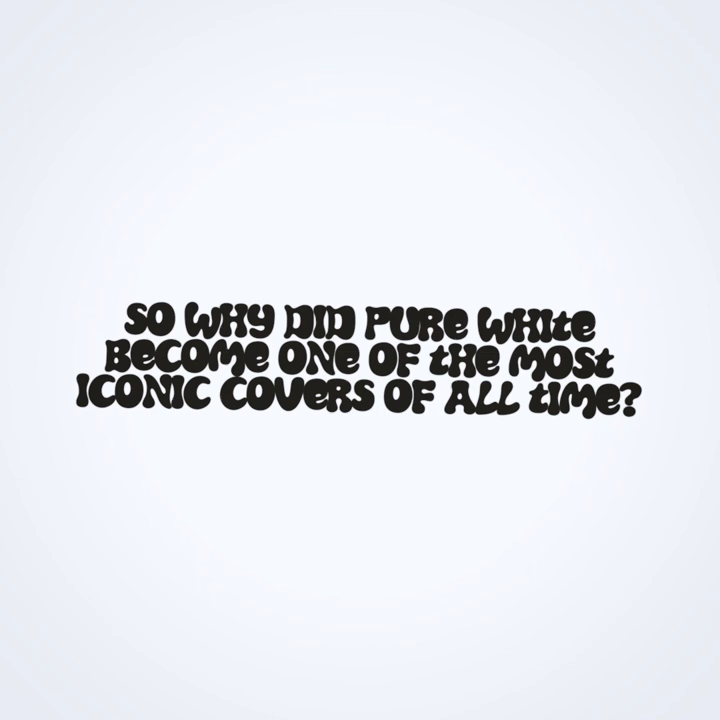 SO WHY DID PURE WHITE
BECOME ONE OF THE MOST
ICONIC COVERS OF ALL TIME?